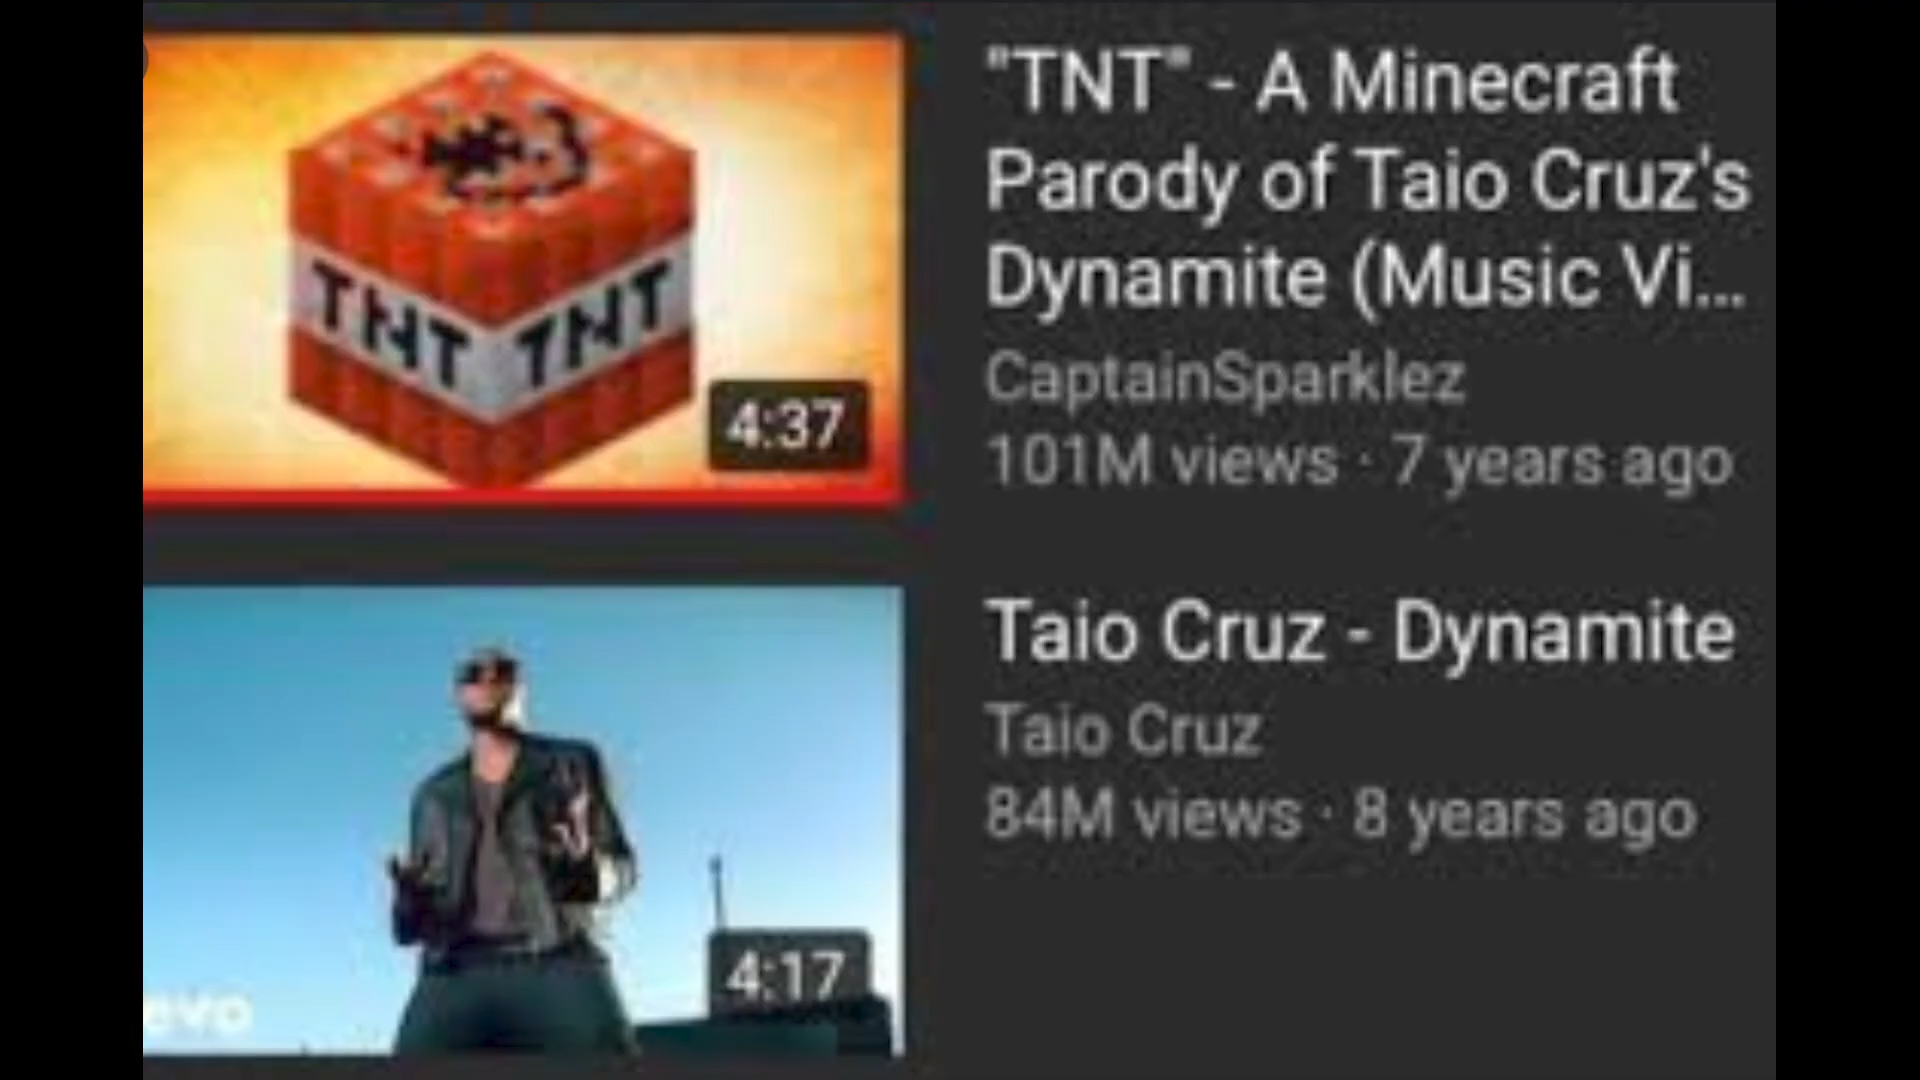 "TNT" - A Minecraft
Parody of Taio Cruz's
Dynamite (Music Vi...
CaptainSparklez
101M views · 7 years ago
TNT TNT
4:37
Taio Cruz - Dynamite
Taio Cruz
84M views · 8 years ago
4:17
evo